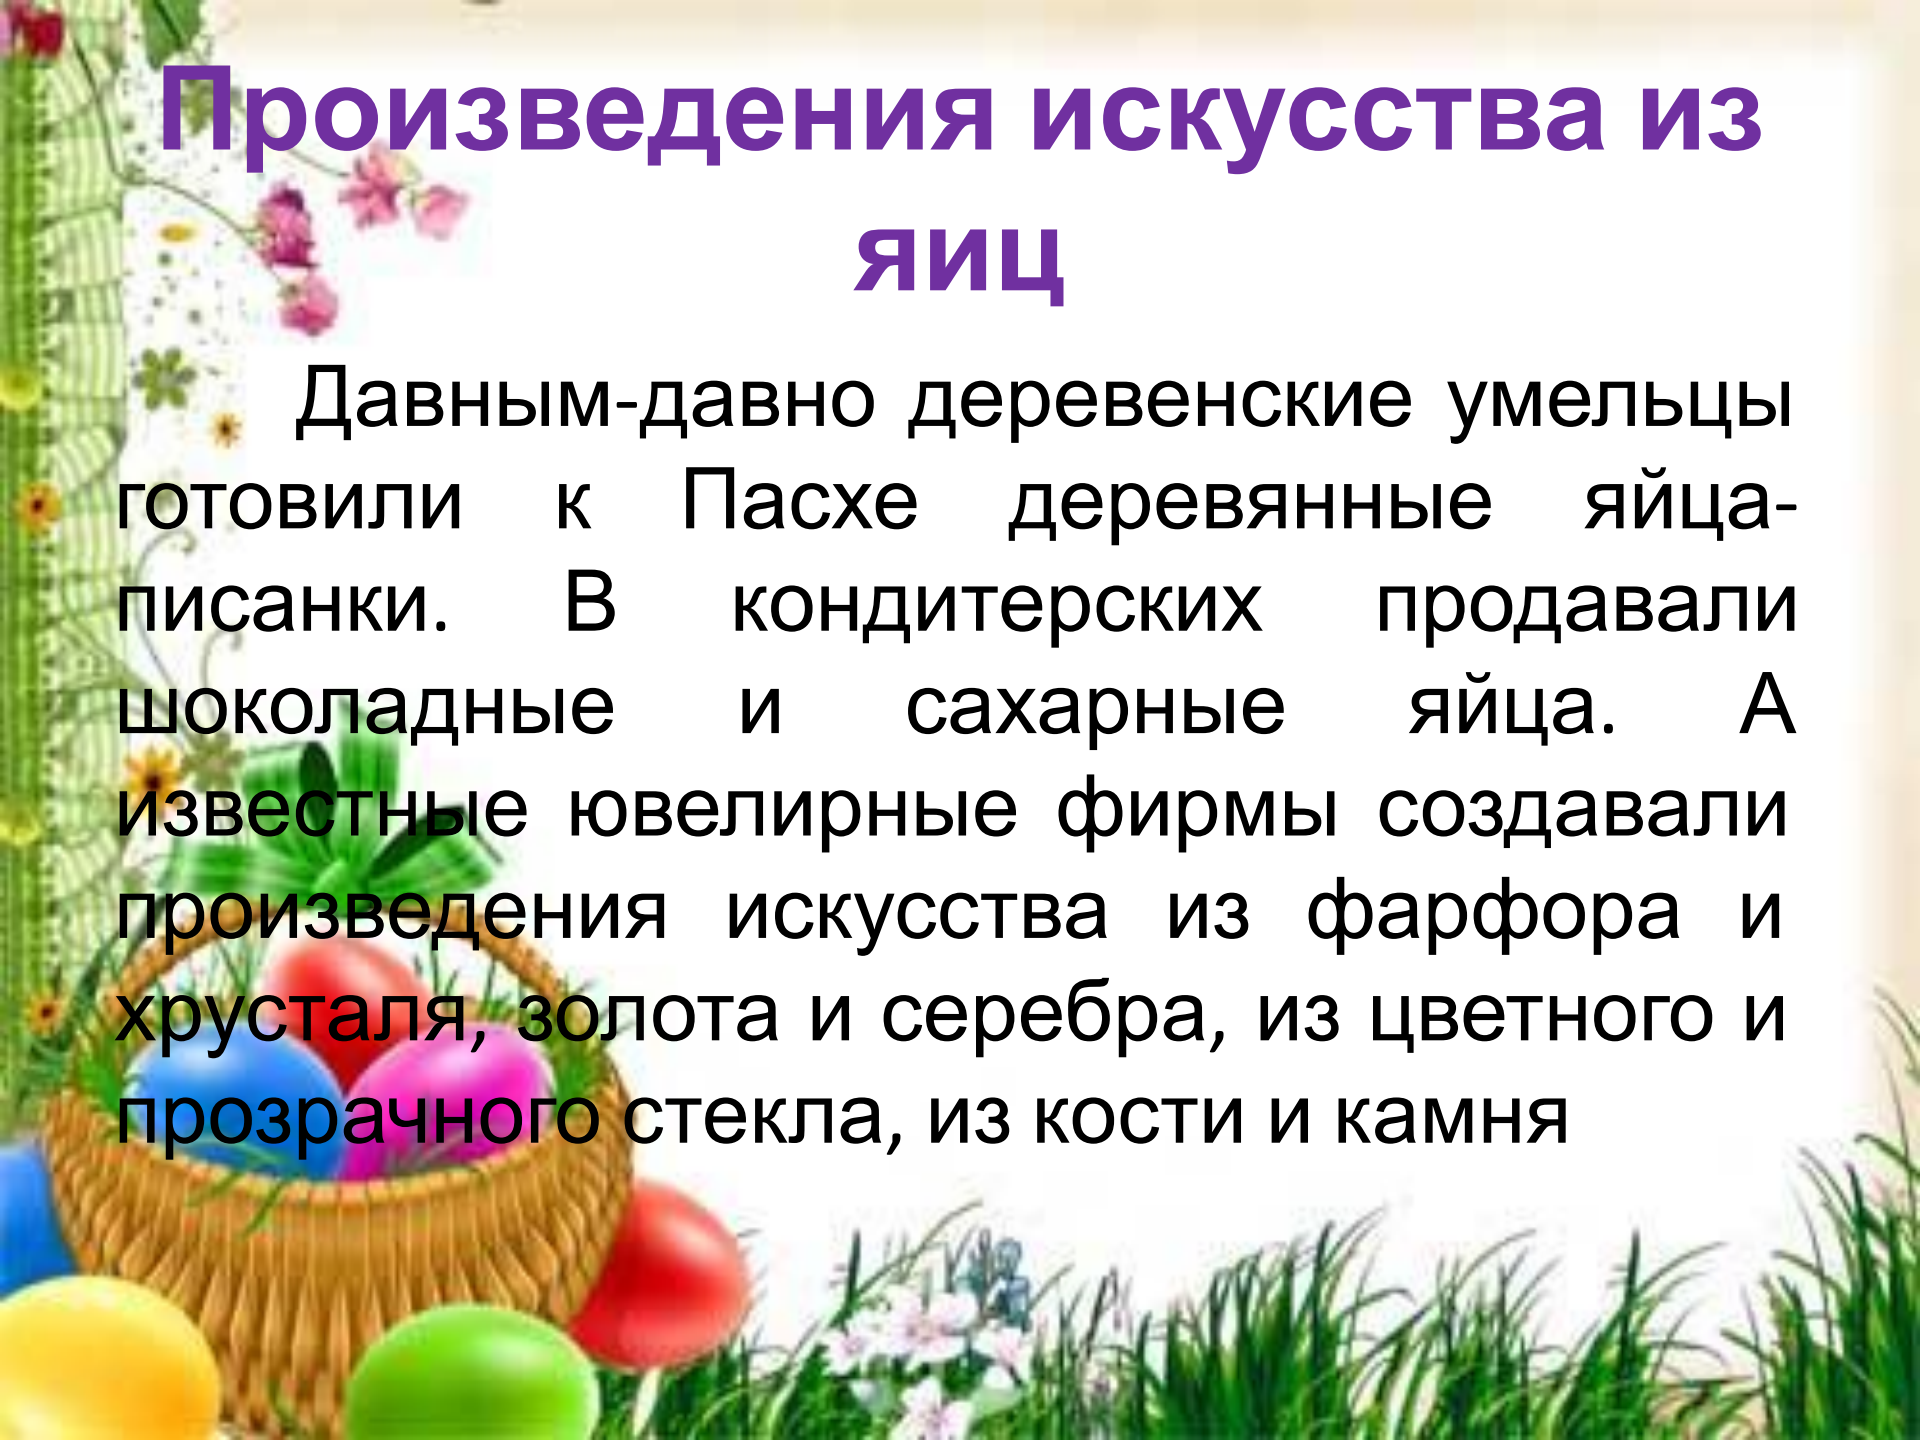 Произведения искусства из
яиц
Давным-давно деревенские умельцы
готовили к Пасхе деревянные яйца-
писанки. В кондитерских продавали
шоколадные и сахарные яйца. А
известные ювелирные фирмы создавали
произведения искусства из фарфора и
хрусталя, золота и серебра, из цветного и
прозрачного стекла, из кости и камня